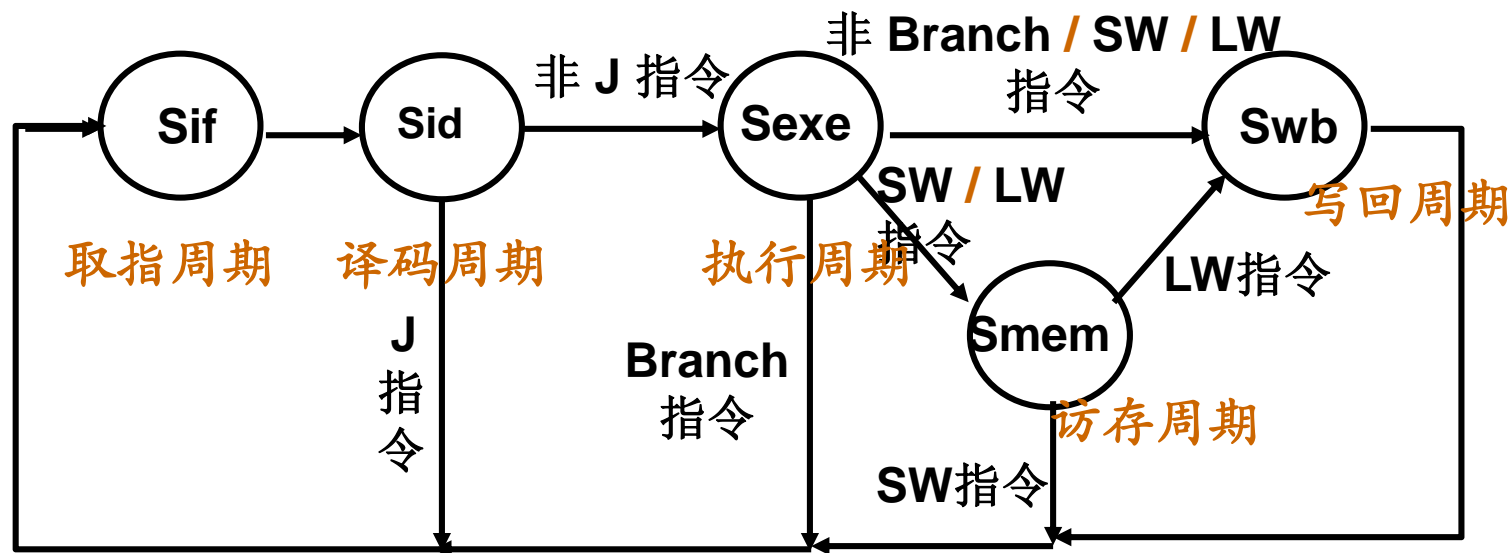 非 Branch / SW / LW
指令
非 J 指令
Sif
Sid
Sexe
Swb
SW / LW
指令
写回周期
取指周期
译码周期
执行周期
LW指令
Smem
J
指
令
Branch
指令
访存周期
SW指令